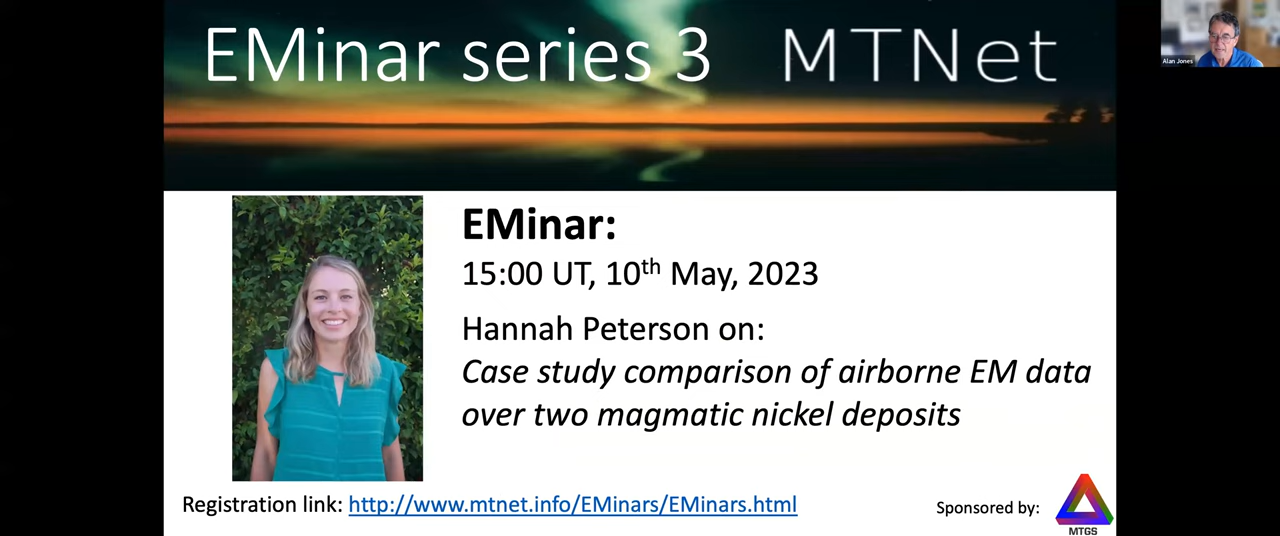 EMinar series 3 MTNet
Alan Jones
EMinar:
15:00 UT, 10th May, 2023
Hannah Peterson on:
Case study comparison of airborne EM data
over two magmatic nickel deposits
Registration link: http://www.mtnet.info/EMinars/EMinars.html
Sponsored by:
MTGS